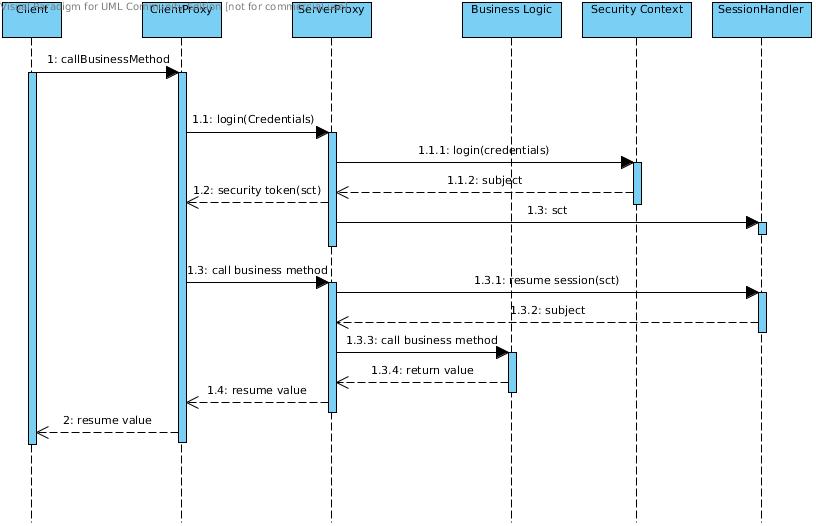 Visual Paradigm for UML Community Edition [not for commercial use]
Client
ClientProxy
ServerProxy
Business Logic
Security Context
SessionHandler
1: callBusinessMethod
1.1: login(Credentials)
1.1.1: login(credentials)
1.1.2: subject
1.2: security token(sct)
1.3: sct
1.3: call business method
1.3.1: resume session(sct)
1.3.2: subject
1.3.3: call business method
1.3.4: return value
1.4: resume value
2: resume value